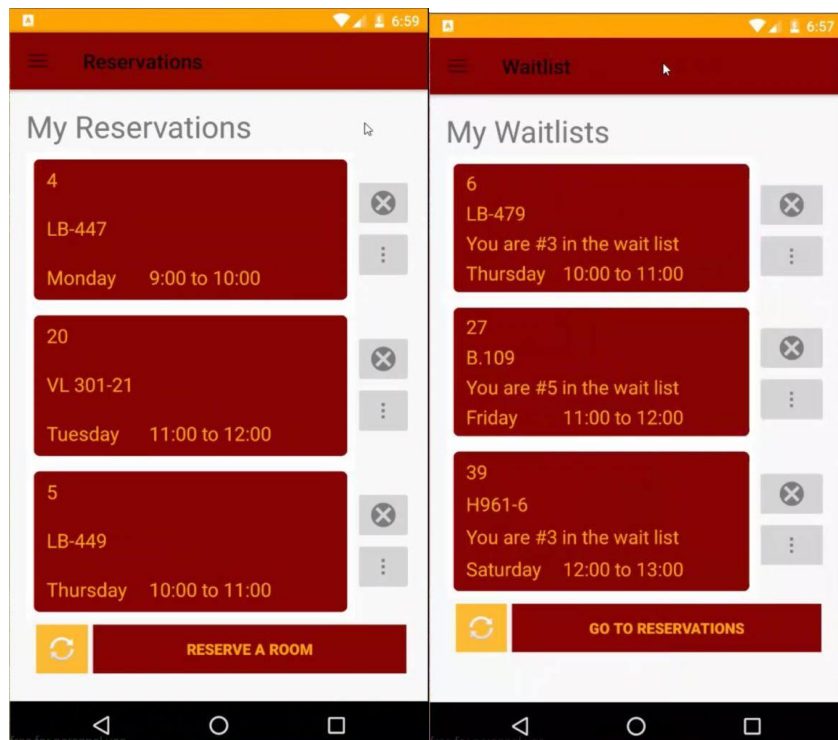 6:59
Reservations
My Reservations
4
LB-447
Monday 9:00 to 10:00
20
VL 301-21
Tuesday 11:00 to 12:00
5
LB-449
Thursday 10:00 to 11:00
RESERVE A ROOM
6:57
Waitlist
My Waitlists
6
LB-479
You are #3 in the wait list
Thursday 10:00 to 11:00
27
B.109
You are #5 in the wait list
Friday 11:00 to 12:00
39
H961-6
You are #3 in the wait list
Saturday 12:00 to 13:00
GO TO RESERVATIONS